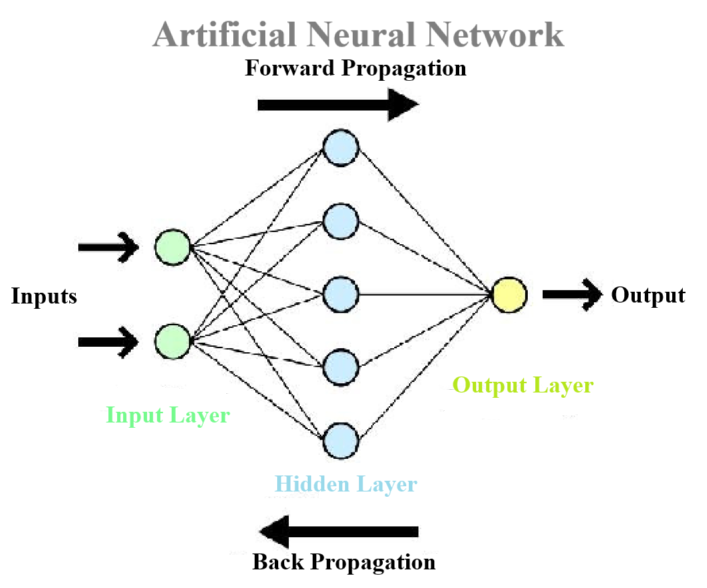 Artificial Neural Network
Forward Propagation
Inputs
Output
Output Layer
Input Layer
Hidden Layer
Back Propagation